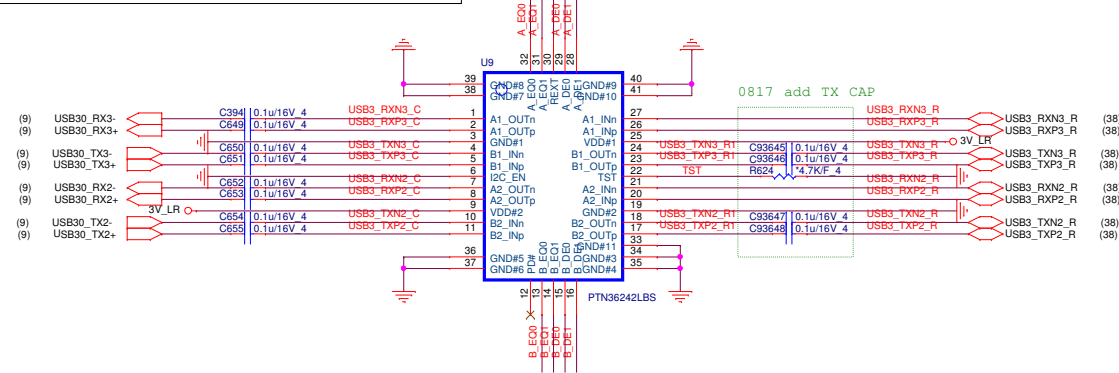 A_EQ0
A_EQ1
A_DE0
A_DE1
U9
32
31
30
29
28
39
38
GND#8
GND#7
A_EQ0
A_EQ1
REXT
A_DE0
A_DE1
GND#9
GND#10
40
41
0817 add TX CAP
(9) USB30_RX3- C394 0.1u/16V_4 USB3_RXN3_C 1 A1_OUTn A1_INn 27 USB3_RXN3_R USB3_RXN3_R (38)
(9) USB30_RX3+ C649 0.1u/16V_4 USB3_RXP3_C 2 A1_OUTp A1_INp 26 USB3_RXP3_R USB3_RXP3_R (38)
3 GND#1 VDD#1 25 3V_LR
(9) USB30_TX3- C650 0.1u/16V_4 USB3_TXN3_C 4 B1_INn B1_OUTn 24 USB3_TXN3_R1 C93645 0.1u/16V_4 USB3_TXN3_R USB3_TXN3_R (38)
(9) USB30_TX3+ C651 0.1u/16V_4 USB3_TXP3_C 5 B1_INp B1_OUTp 23 USB3_TXP3_R1 C93646 0.1u/16V_4 USB3_TXP3_R USB3_TXP3_R (38)
6 I2C_EN TST 22 TST R624 *4.7K/F_4
(9) USB30_RX2- C652 0.1u/16V_4 USB3_RXN2_C 7 A2_OUTn A2_INn 21 USB3_RXN2_R USB3_RXN2_R (38)
(9) USB30_RX2+ C653 0.1u/16V_4 USB3_RXP2_C 8 A2_OUTp A2_INp 20 USB3_RXP2_R USB3_RXP2_R (38)
3V_LR 9 VDD#2 GND#2 19
(9) USB30_TX2- C654 0.1u/16V_4 USB3_TXN2_C 10 B2_INn B2_OUTn 18 USB3_TXN2_R1 C93647 0.1u/16V_4 USB3_TXN2_R USB3_TXN2_R (38)
(9) USB30_TX2+ C655 0.1u/16V_4 USB3_TXP2_C 11 B2_INp B2_OUTp 17 USB3_TXP2_R1 C93648 0.1u/16V_4 USB3_TXP2_R USB3_TXP2_R (38)
36
37
GND#5
GND#6
PD#
B_EQ0
B_EQ1
B_DE0
B_DE1
GND#11
GND#3
GND#4
33
34
35
12
13
14
15
16
PTN36242LBS
B_EQ0
B_EQ1
B_DE0
B_DE1